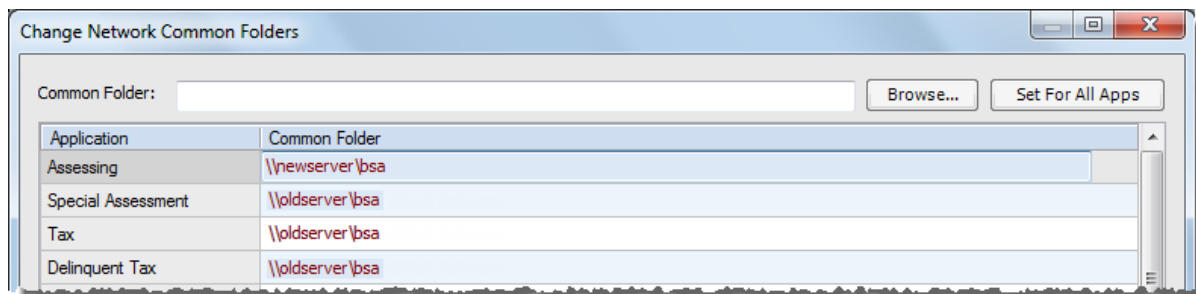 Change Network Common Folders
Common Folder: Browse... Set For All Apps
Application Common Folder
Assessing \\newserver\bsa
Special Assessment \\oldserver\bsa
Tax \\oldserver\bsa
Delinquent Tax \\oldserver\bsa